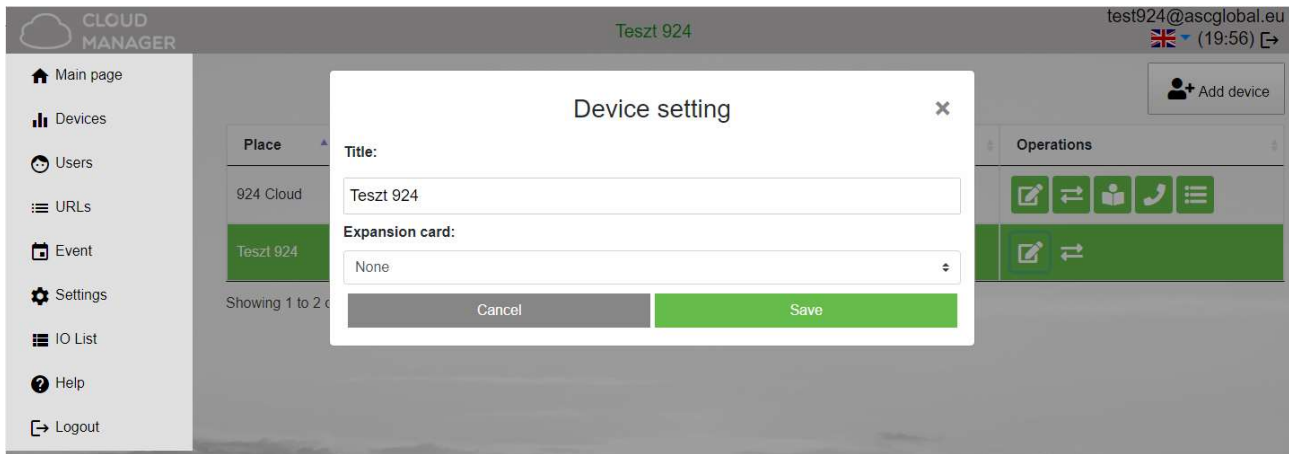 CLOUD
MANAGER
Teszt 924
test924@ascglobal.eu
(19:56)
Main page
Devices
Users
URLs
Event
Settings
IO List
Help
Logout
Add device
Place
Operations
924 Cloud
Teszt 924
Showing 1 to 2
Device setting
×
Title:
Teszt 924
Expansion card:
None
Cancel
Save